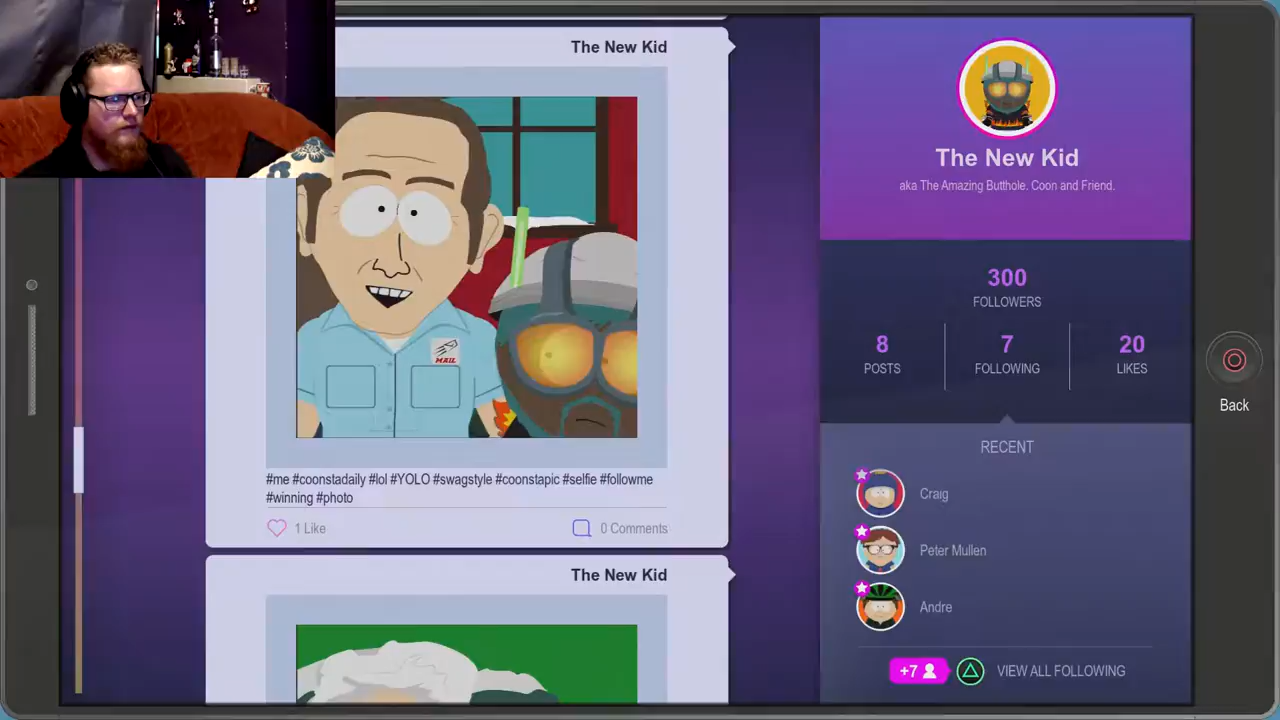 The New Kid
MAIL
#me #coonstadaily #lol #YOLO #swagstyle #coonstapic #selfie #followme
#winning #photo
1 Like
0 Comments
The New Kid
The New Kid
aka The Amazing Butthole. Coon and Friend.
300
FOLLOWERS
8
POSTS
7
FOLLOWING
20
LIKES
RECENT
Craig
Peter Mullen
Andre
+7
VIEW ALL FOLLOWING
Back